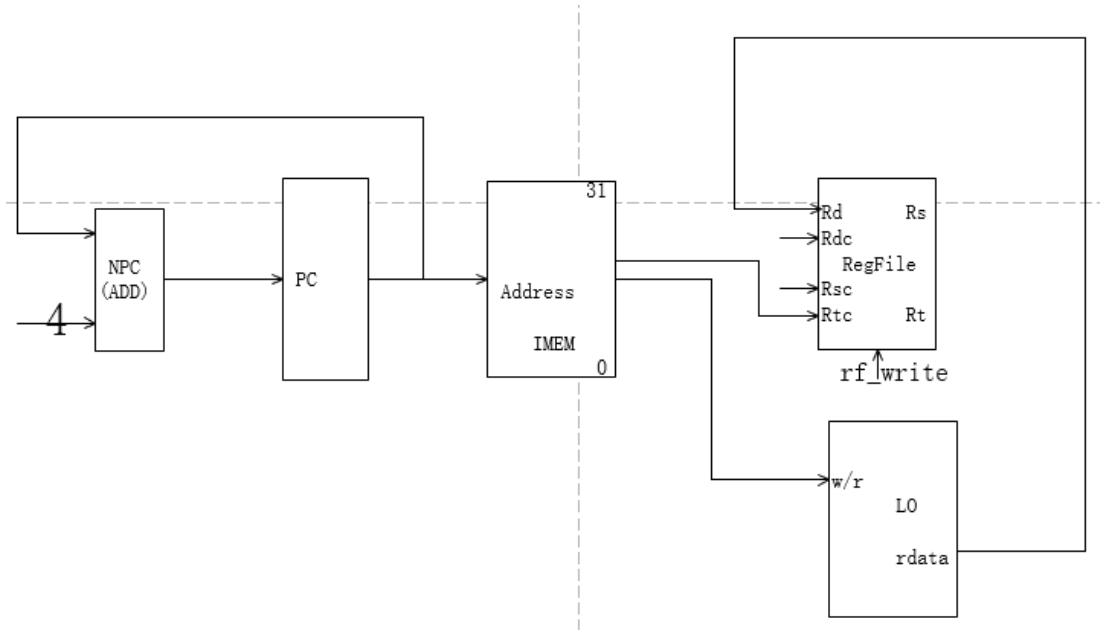 31
Rd
Rs
Rdc
NPC
(ADD)
RegFile
PC
Address
Rsc
Rtc
Rt
4
IMEM
0
rf_write
w/r
LO
rdata